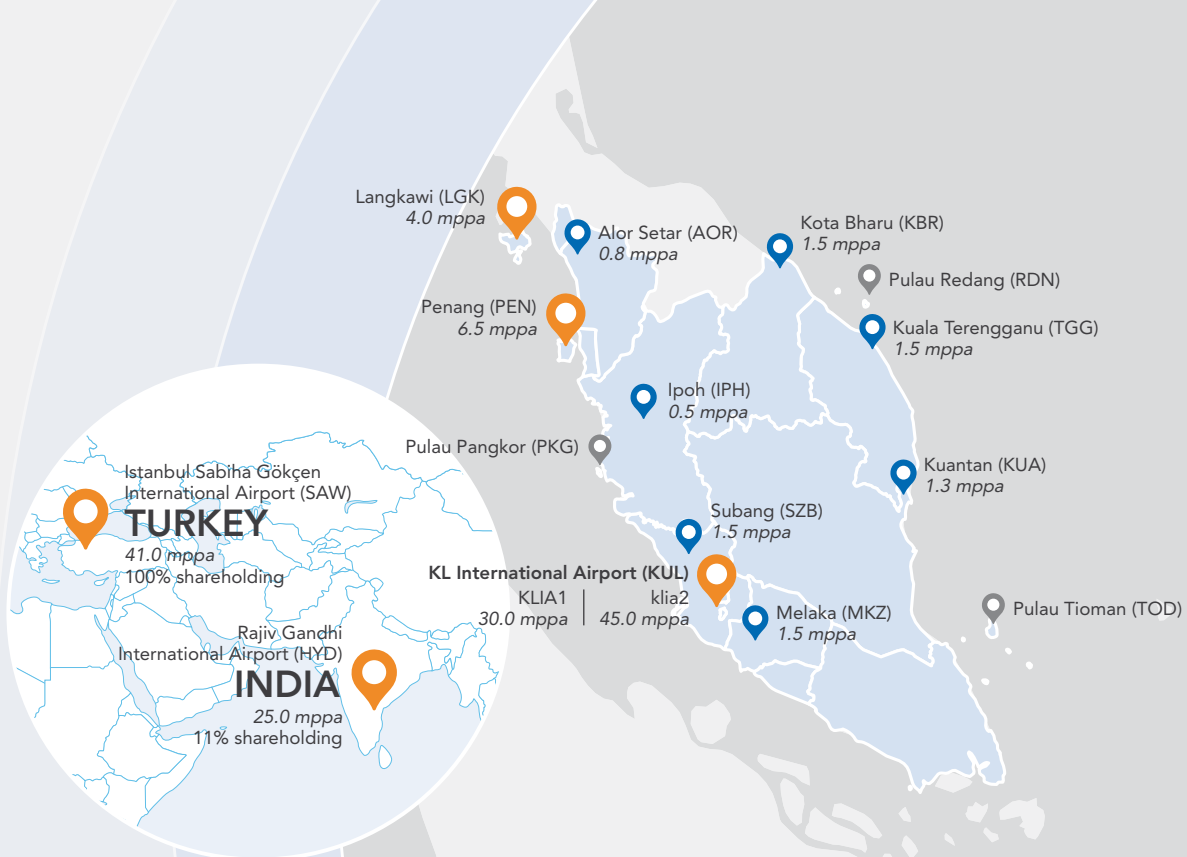 Langkawi (LGK)
4.0 mppa
Alor Setar (AOR)
0.8 mppa
Kota Bharu (KBR)
1.5 mppa
Pulau Redang (RDN)
Penang (PEN)
6.5 mppa
Kuala Terengganu (TGG)
1.5 mppa
Ipoh (IPH)
0.5 mppa
Pulau Pangkor (PKG)
Kuantan (KUA)
1.3 mppa
Subang (SZB)
1.5 mppa
KL International Airport (KUL)
KLIA1
30.0 mppa
klia2
45.0 mppa
Melaka (MKZ)
1.5 mppa
Pulau Tioman (TOD)
Istanbul Sabiha Gökçen
International Airport (SAW)
TURKEY
41.0 mppa
100% shareholding
Rajiv Gandhi
International Airport (HYD)
INDIA
25.0 mppa
11% shareholding